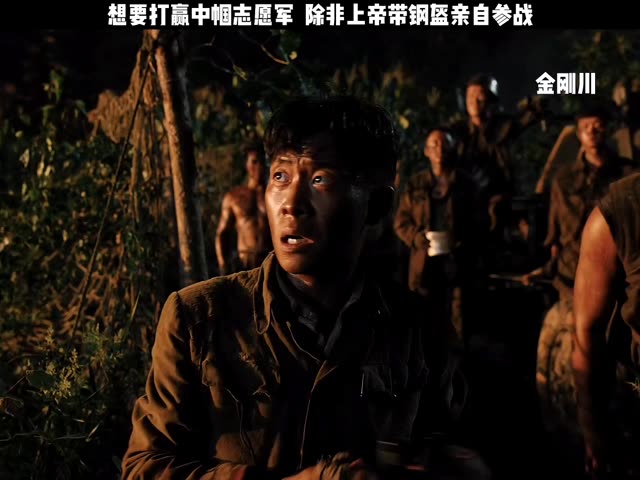 想要打赢中帼志愿军 除非上帝带钢盔亲自参战
金刚川